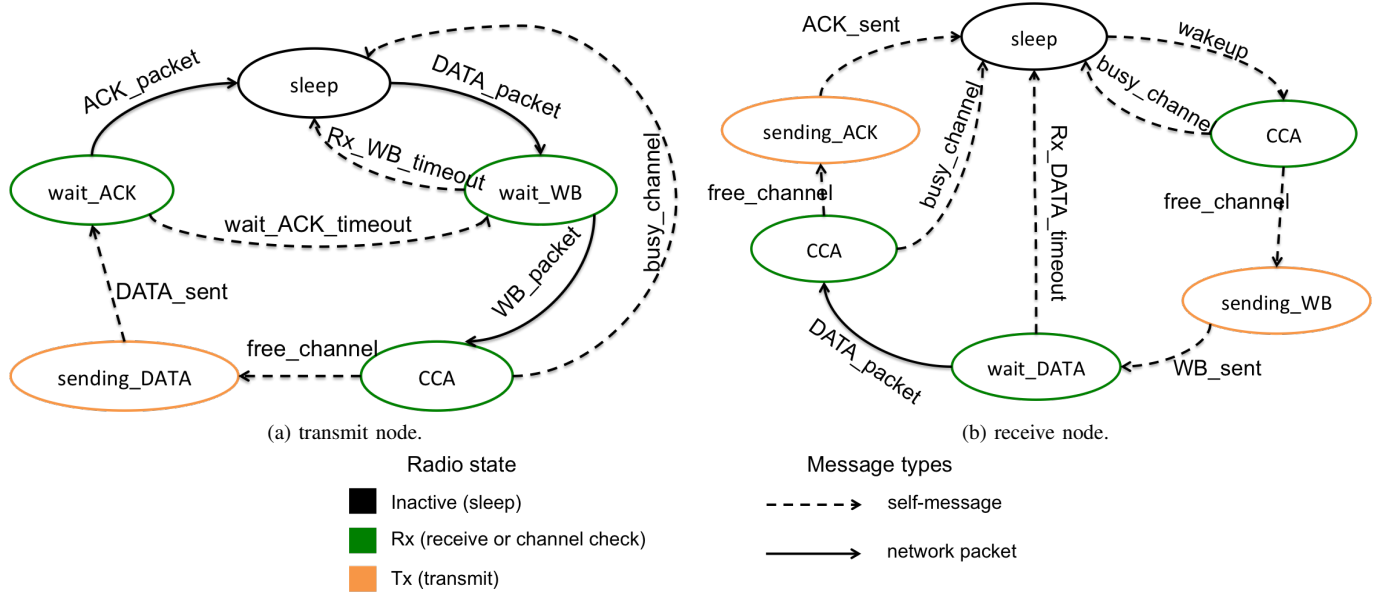 sleep
DATA_packet
ACK_packet
Rx_WB_timeout
wait_ACK
wait_WB
wait_ACK_timeout
busy_channel
WB_packet
DATA_sent
free_channel
sending_DATA
CCA
(a) transmit node.
ACK_sent
sleep
wakeup
busy_channel
sending_ACK
busy_channel
CCA
Rx_DATA_timeout
free_channel
free_channel
CCA
sending_WB
DATA_packet
wait_DATA
WB_sent
(b) receive node.
Radio state
Inactive (sleep)
Rx (receive or channel check)
Tx (transmit)
Message types
self-message
network packet